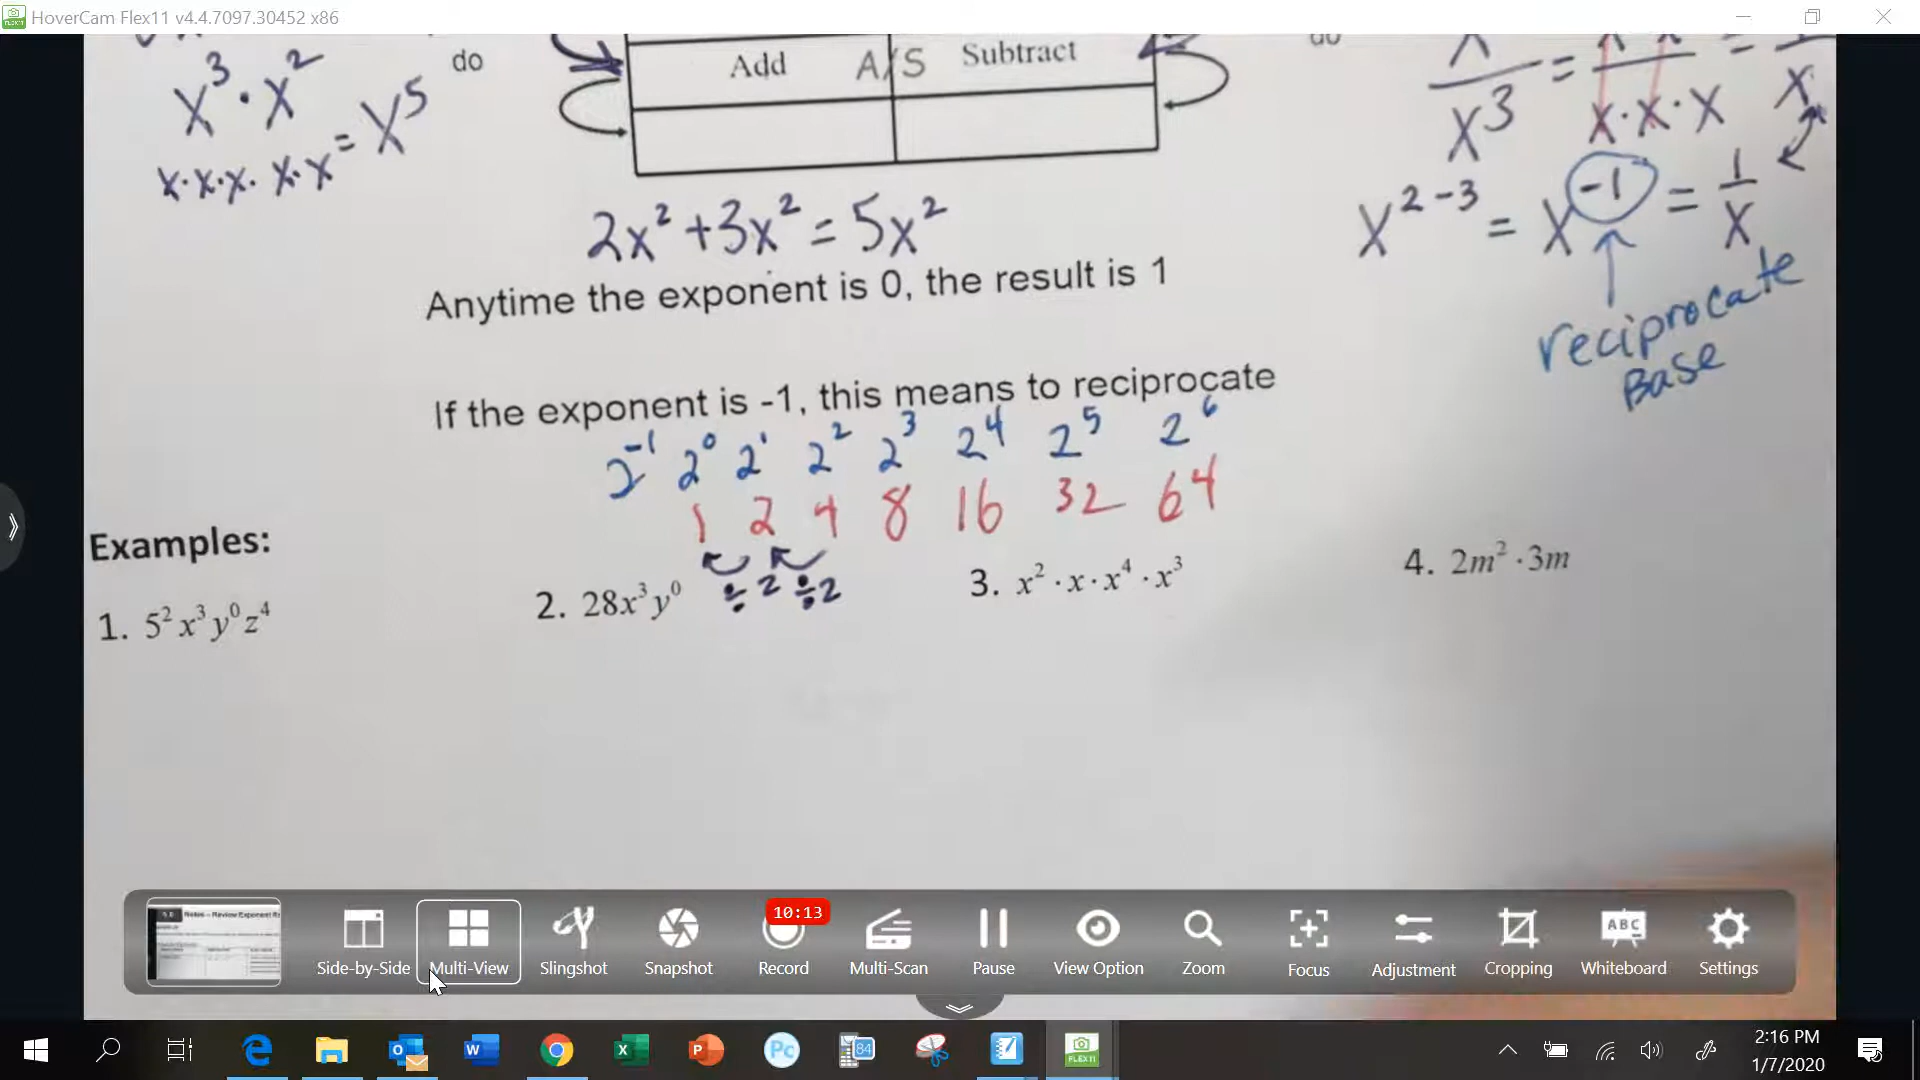 HoverCam Flex11 v4.4.7097.30452 x86
x³ · x² do
x·x·x· x·x = x⁵
Add A/S Subtract
do
x³ = x·x·x = x
2x² + 3x² = 5x²
x²⁻³ = x⁻¹ = 1/x
reciprocate
Base
Anytime the exponent is 0, the result is 1
If the exponent is -1, this means to reciprocate
2⁻¹ 2⁰ 2¹ 2² 2³ 2⁴ 2⁵ 2⁶
1 2 4 8 16 32 64
÷2 ÷2
Examples:
1. 5²x³y⁰z⁴
2. 28x³y⁰
3. x² · x · x⁴ · x³
4. 2m² · 3m
10:13
Side-by-Side Multi-View Slingshot Snapshot Record Multi-Scan Pause View Option Zoom Focus Adjustment Cropping ABC Whiteboard Settings
2:16 PM
1/7/2020
84
FLEX11